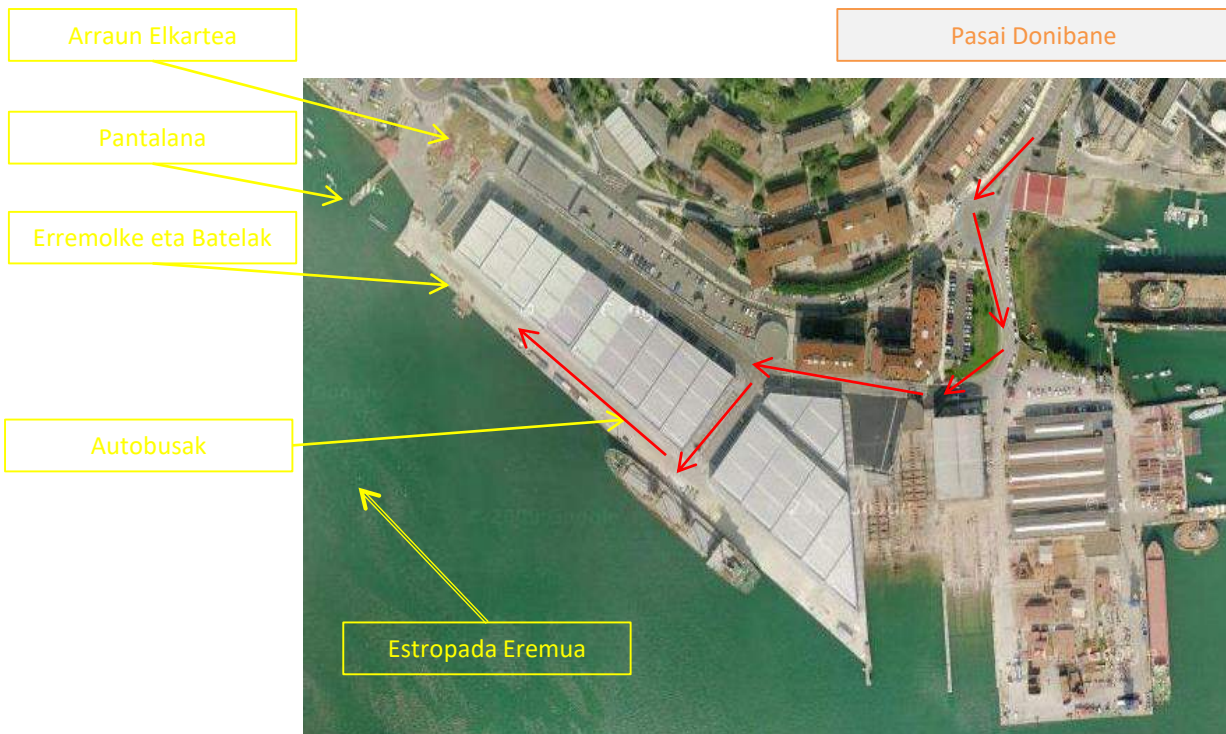 Arraun Elkartea
Pasai Donibane
Pantalana
Erremolke eta Batelak
Autobusak
Estropada Eremua